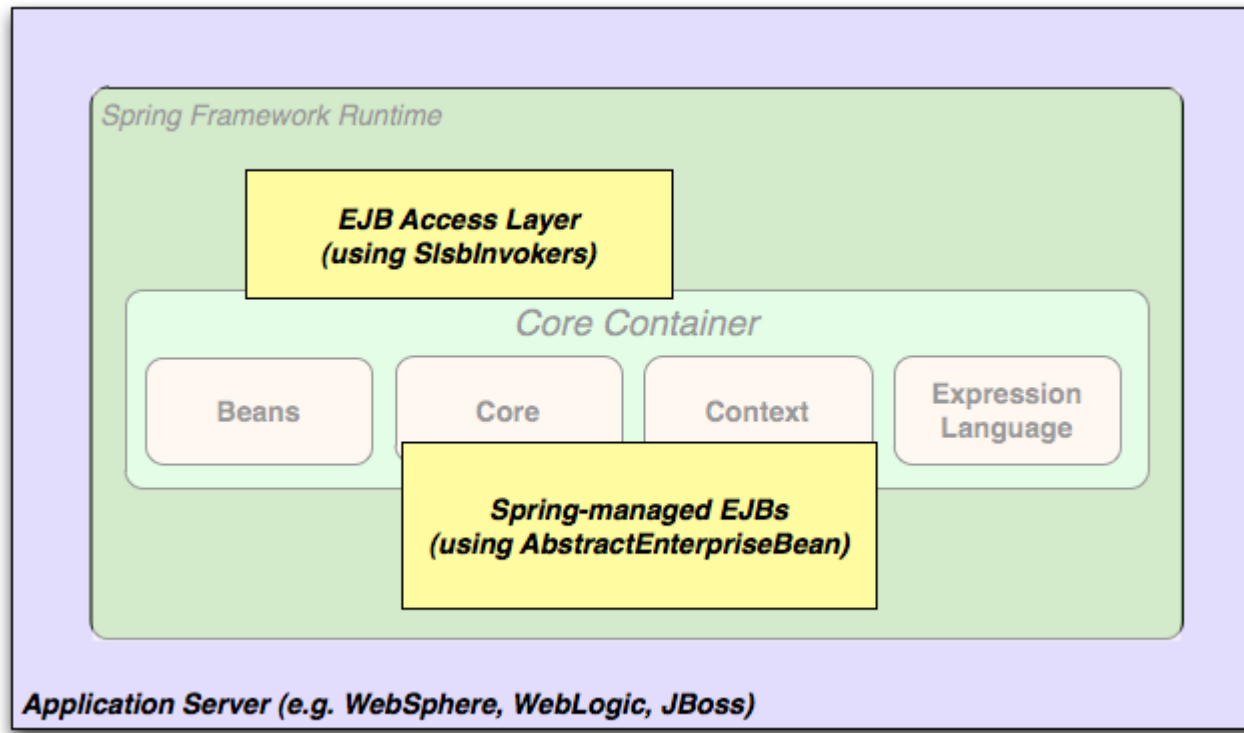 Spring Framework Runtime
EJB Access Layer
(using SlsbInvokers)
Core Container
Beans
Core
Context
Expression
Language
Spring-managed EJBs
(using AbstractEnterpriseBean)
Application Server (e.g. WebSphere, WebLogic, JBoss)